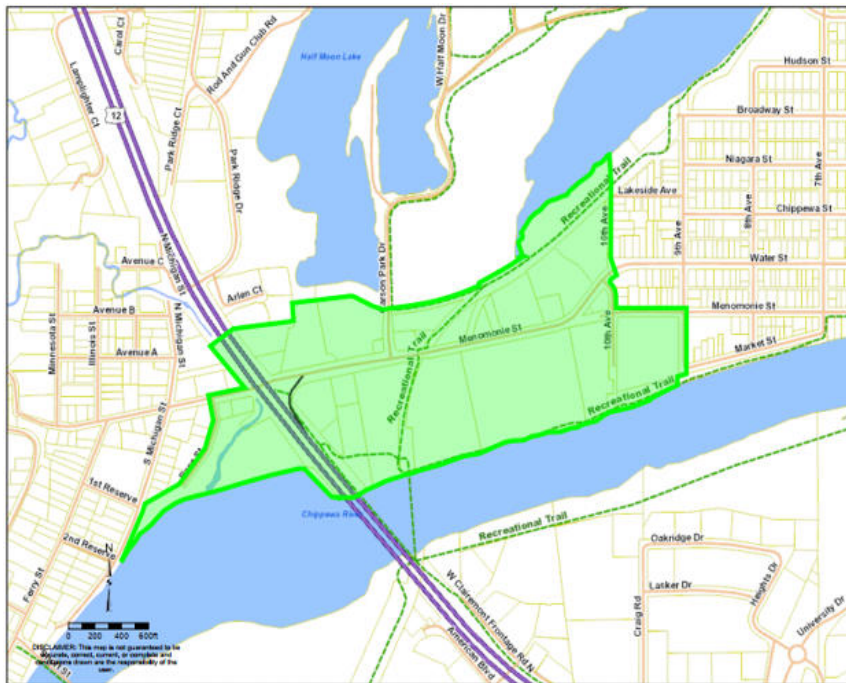 Carol Ct
Rod And Gun Club Rd
Half Moon Lake
W Half Moon Dr
Hudson St
Lamplighter Ct
12
Broadway St
Park Ridge Ct
Niagara St
7th Ave
Park Ridge Dr
Recreational Trail
Lakeside Ave
10th Ave
Chippewa St
9th Ave
8th Ave
N Michigan St
Water St
Avenue C
Arlen Ct
Carson Park Dr
Minnesota St
Avenue B
N Michigan St
Menomonie St
Menomonie St
Illinois St
10th Ave
Avenue A
Recreational Trail
Market St
Recreational Trail
S Michigan St
1st Reserve
Chippewa River
Recreational Trail
2nd Reserve
N
S
Oakridge Dr
Ferry St
W Clairemont Frontage Rd N
Craig Rd
Latker Dr
Heights Dr
University Dr
American Blvd
0 200 400 600ft
DISCLAIMER: This map is not guaranteed to be
accurate, correct, current, or complete and
conclusions drawn are the responsibility of the
user.